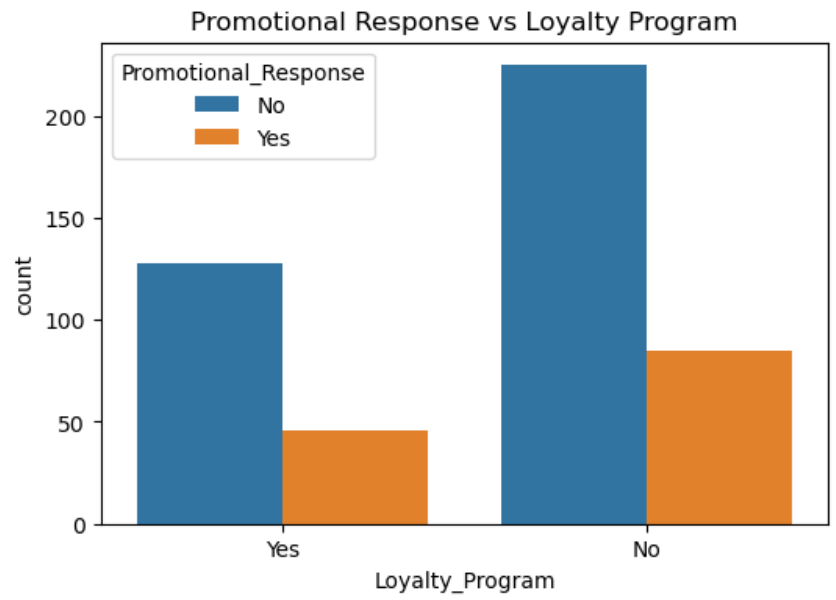 Promotional Response vs Loyalty Program
Promotional_Response
No
Yes
200
150
100
50
0
count
Yes
No
Loyalty_Program